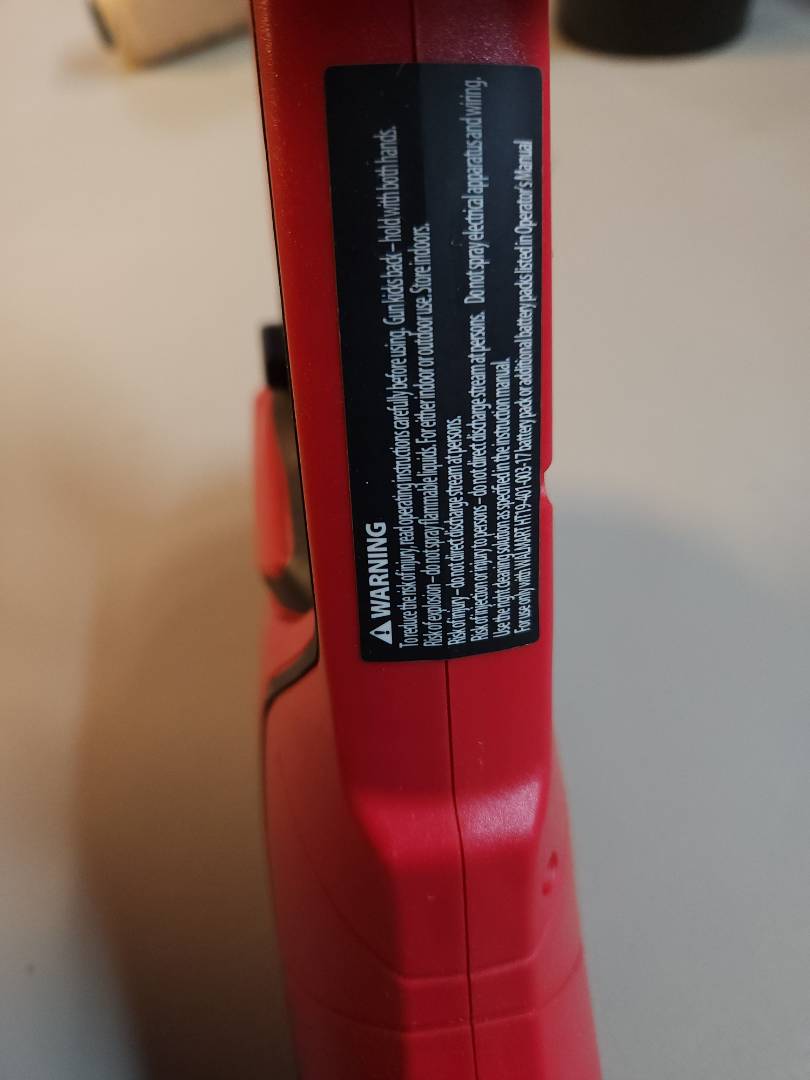 WARNING
To reduce the risk of injury, read operating instructions carefully before using. Gun kicks back – hold with both hands.
Risk of explosion – do not spray flammable liquids. For either indoor or outdoor use. Store indoors.
Risk of injury – do not direct discharge stream at persons.
Risk of injection or injury to persons – do not direct discharge stream at persons. Do not spray electrical apparatus and wiring.
Use the right cleaning solution as specified in the instruction manual.
For use only with WALMART HT19-401-003-17 battery pack or additional battery packs listed in Operator's Manual